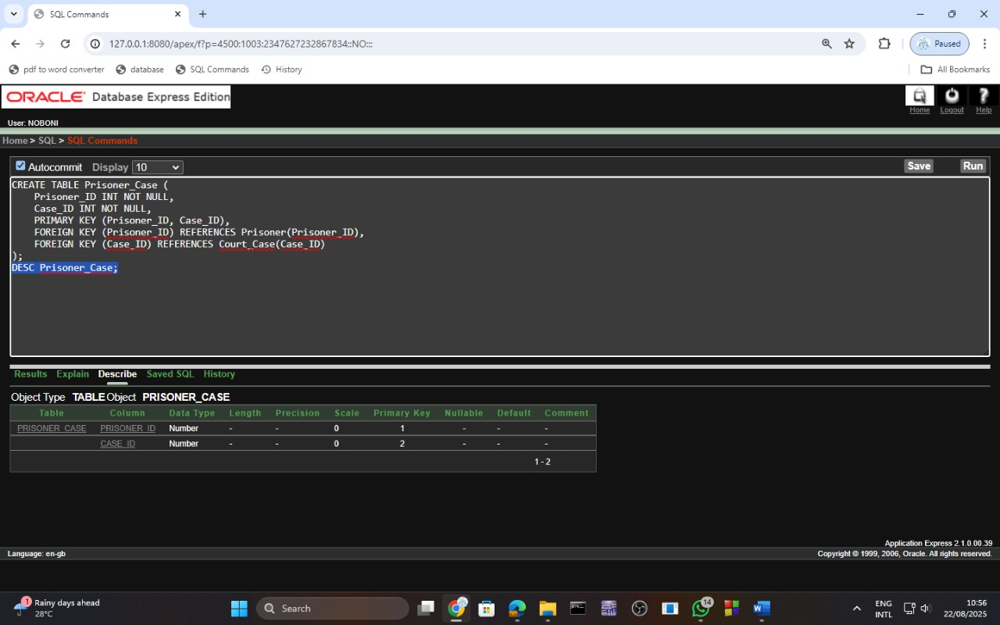 SQL Commands
127.0.0.1:8080/apex/f?p=4500:1003:2347627232867834::NO:::
Paused
pdf to word converter
database
SQL Commands
History
All Bookmarks
ORACLE Database Express Edition
Home
Logout
Help
User: NOBONI
Home > SQL > SQL Commands
Autocommit
Display
10
Save
Run
CREATE TABLE Prisoner_Case (
Prisoner_ID INT NOT NULL,
Case_ID INT NOT NULL,
PRIMARY KEY (Prisoner_ID, Case_ID),
FOREIGN KEY (Prisoner_ID) REFERENCES Prisoner(Prisoner_ID),
FOREIGN KEY (Case_ID) REFERENCES Court_Case(Case_ID)
);
DESC Prisoner_Case;
Results Explain Describe Saved SQL History
Object Type TABLE Object PRISONER_CASE
Table Column Data Type Length Precision Scale Primary Key Nullable Default Comment
PRISONER_CASE PRISONER_ID Number - - 0 1 - - -
CASE_ID Number - - 0 2 - - -
1 - 2
Application Express 2.1.0.00.39
Language: en-gb
Copyright © 1999, 2006, Oracle. All rights reserved.
1
Rainy days ahead
28°C
Search
14
ENG
INTL
10:56
22/08/2025